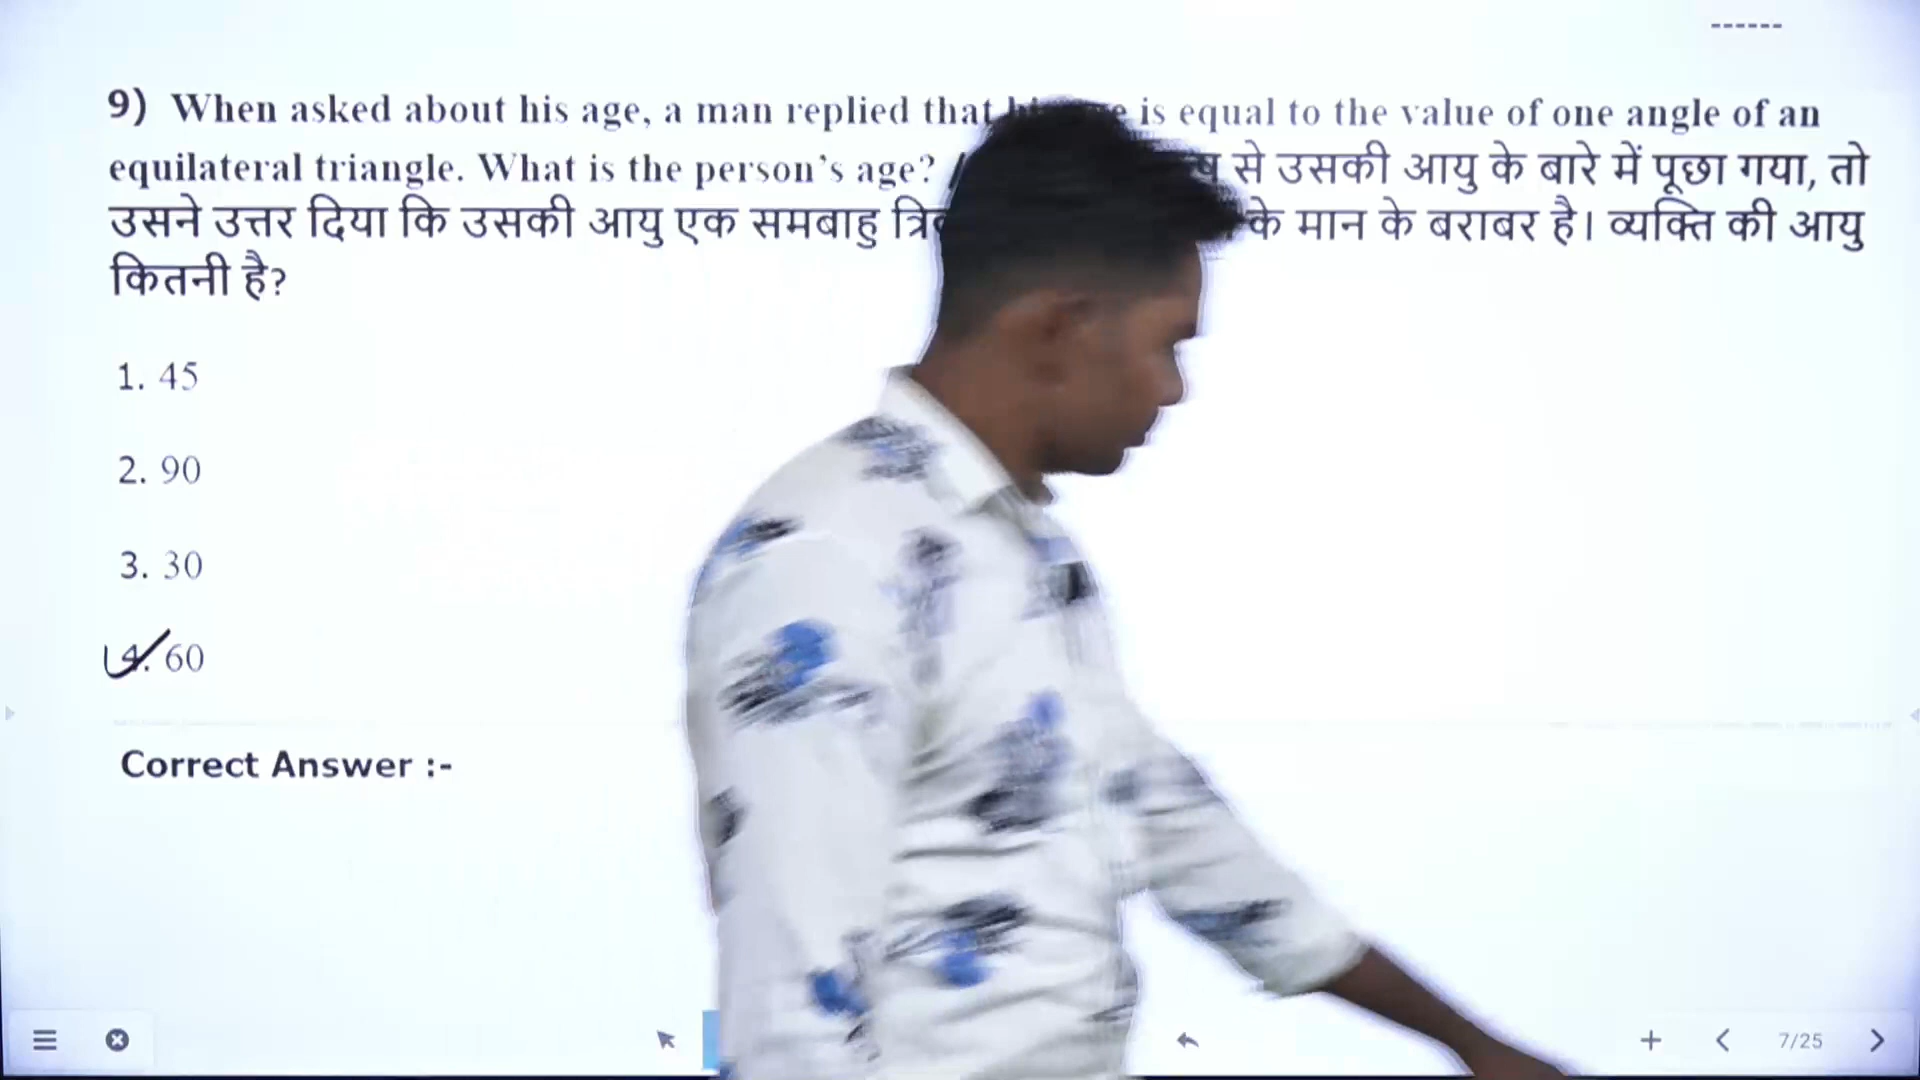 ------
9) When asked about his age, a man replied that is equal to the value of one angle of an
equilateral triangle. What is the person's age? / से उसकी आयु के बारे में पूछा गया, तो
उसने उत्तर दिया कि उसकी आयु एक समबाहु के मान के बराबर है। व्यक्ति की आयु
कितनी है?
1. 45
2. 90
3. 30
4. 60
Correct Answer :-
7/25